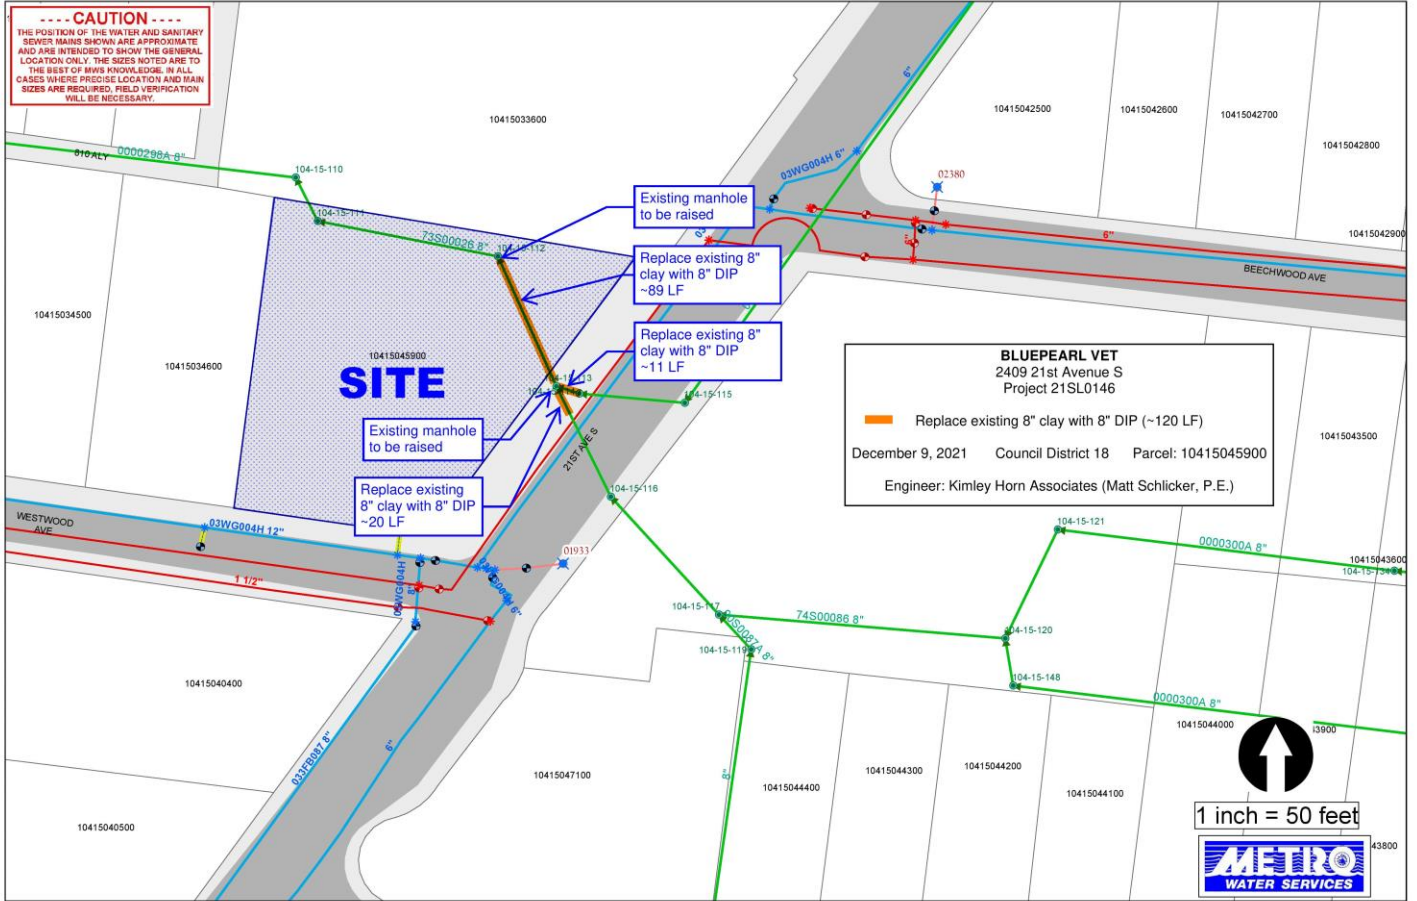 ---- CAUTION ----
THE POSITION OF THE WATER AND SANITARY
SEWER MAINS SHOWN ARE APPROXIMATE
AND ARE INTENDED TO SHOW THE GENERAL
LOCATION ONLY. THE SIZES NOTED ARE TO
THE BEST OF MWS KNOWLEDGE. IN ALL
CASES WHERE PRECISE LOCATION AND MAIN
SIZES ARE REQUIRED, FIELD VERIFICATION
WILL BE NECESSARY.
10415033600
6"
10415042500
10415042600
10415042700
10415042800
810 ALY
0000298A 8"
104-15-110
03WG004H 6"
02380
104-15-111
73S00026 8"
104-15-112
Existing manhole
to be raised
6"
6"
10415042900
BEECHWOOD AVE
Replace existing 8"
clay with 8" DIP
~89 LF
10415034500
10415034600
10415045900
SITE
Replace existing 8"
clay with 8" DIP
~11 LF
104-15-115
BLUEPEARL VET
2409 21st Avenue S
Project 21SL0146
Replace existing 8" clay with 8" DIP (~120 LF)
December 9, 2021 Council District 18 Parcel: 10415045900
Engineer: Kimley Horn Associates (Matt Schlicker, P.E.)
10415043500
Existing manhole
to be raised
21ST AVE S
Replace existing
8" clay with 8" DIP
~20 LF
104-15-116
WESTWOOD
AVE
03WG004H 12"
01933
104-15-121
0000300A 8"
10415043600
1 1/2"
8"
104-15-117
74S00086 8"
104-15-120
104-15-119
104-15-148
0000300A 8"
10415040400
10415044000
033FB087 8"
6"
8"
10415047100
10415044400
10415044300
10415044200
10415044100
10415040500
1 inch = 50 feet
METRO
WATER SERVICES